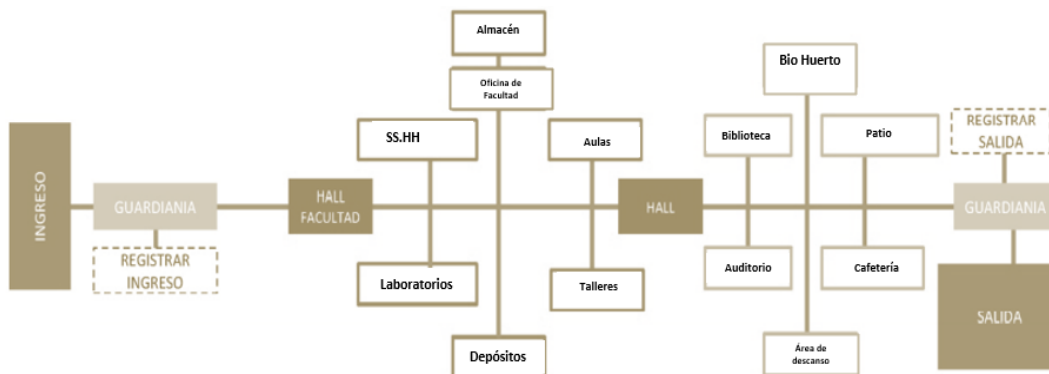 Almacén
Oficina de
Facultad
Bio Huerto
SS.HH
Aulas
Biblioteca
Patio
REGISTRAR
SALIDA
INGRESO
GUARDIANIA
HALL
FACULTAD
HALL
GUARDIANIA
REGISTRAR
INGRESO
Laboratorios
Talleres
Auditorio
Cafetería
SALIDA
Depósitos
Área de
descanso